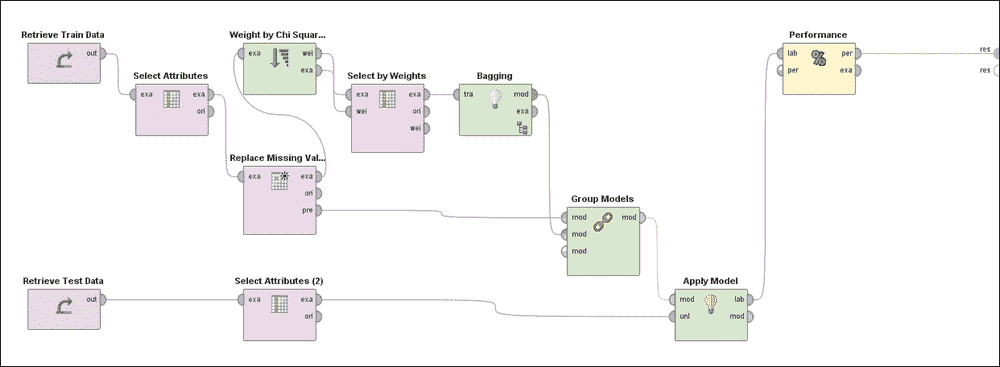 Retrieve Train Data
out
Select Attributes
exa exa
ori
Weight by Chi Squar...
exa wei
exa
Select by Weights
exa exa
wei ori
wei
Bagging
tra mod
exa
Replace Missing Val...
exa exa
ori
pre
Group Models
mod mod
mod
mod
Performance
lab per
per exa
res
res
Retrieve Test Data
out
Select Attributes (2)
exa exa
ori
Apply Model
mod lab
unl mod